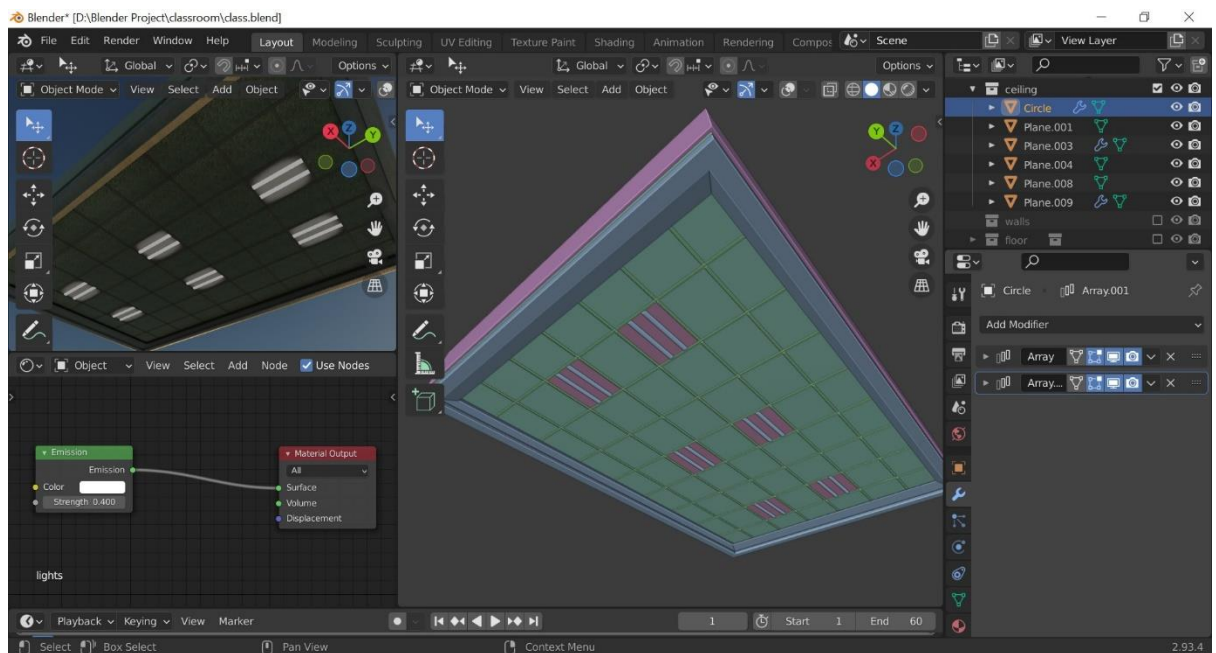 Blender* [D:\Blender Project\classroom\class.blend]
File Edit Render Window Help Layout Modeling Sculpting UV Editing Texture Paint Shading Animation Rendering Compos Scene View Layer
Global Options
Object Mode View Select Add Object
X Z Y
Object View Select Add Node Use Nodes
Emission
Emission
Color
Strength 0.400
Material Output
All
Surface
Volume
Displacement
lights
Global Options
Object Mode View Select Add Object
Y Z X
ceiling
Circle
Plane.001
Plane.003
Plane.004
Plane.008
Plane.009
walls
floor
Circle Array.001
Add Modifier
Array
Array...
Playback Keying View Marker 1 Start 1 End 60
Select Box Select Pan View Context Menu 2.93.4